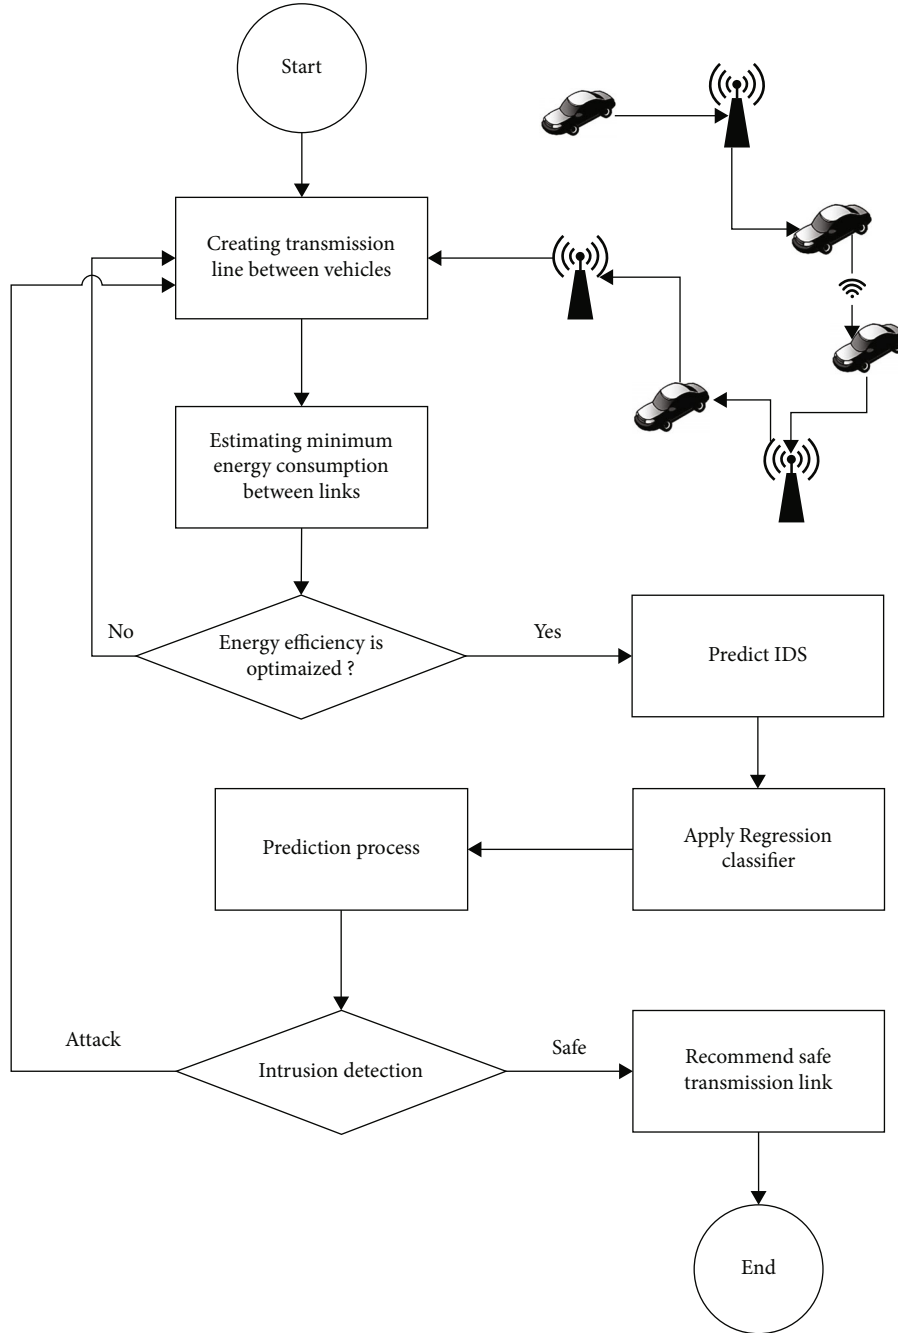 Start
Creating transmission
line between vehicles
Estimating minimum
energy consumption
between links
No
Energy efficiency is
optimaized ?
Yes
Predict IDS
Prediction process
Apply Regression
classifier
Attack
Intrusion detection
Safe
Recommend safe
transmission link
End